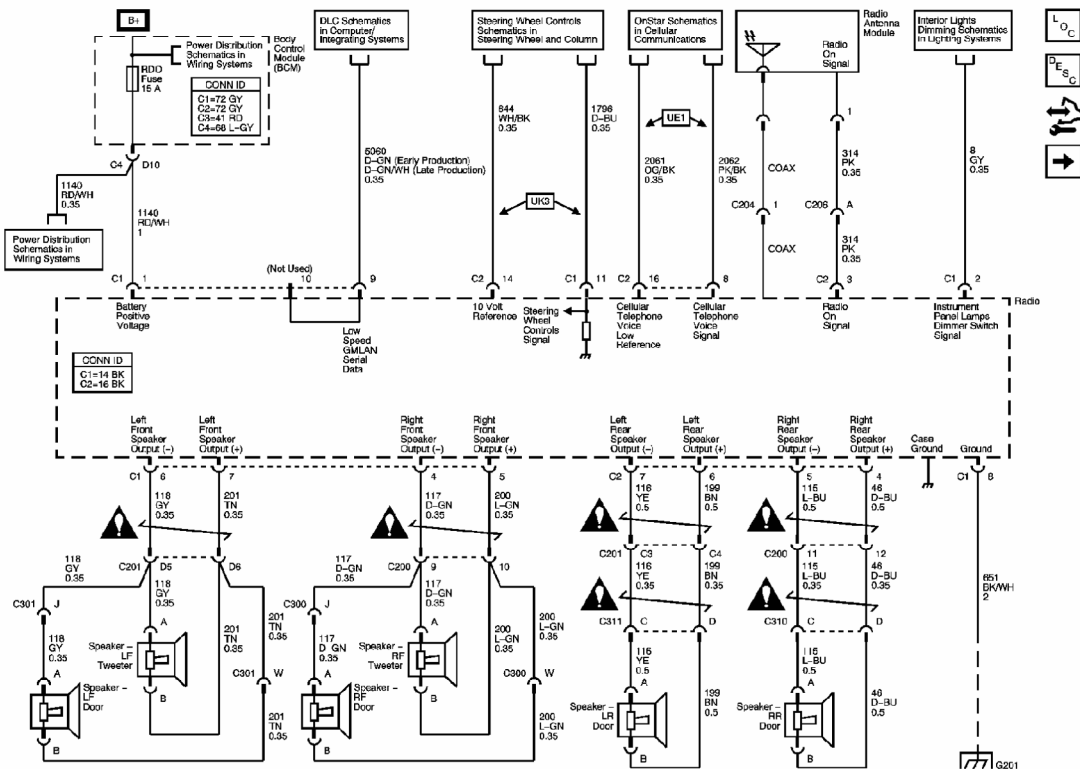 B+
Power Distribution
Schematics in
Wiring Systems
RDD
Fuse
15 A
CONN ID
C1=72 GY
C2=72 GY
C3=41 RD
C4=68 L-GY
Body
Control
Module
(BCM)
DLC Schematics
in Computer/
Integrating Systems
Steering Wheel Controls
Schematics in
Steering Wheel and Column
OnStar Schematics
in Cellular
Communications
Radio
Antenna
Module
Radio
On
Signal
Interior Lights
Dimming Schematics
in Lighting Systems
L O C
D E S C
C4 D10
1140
RD/WH
0.35
1140
RD/WH
1
Power Distribution
Schematics in
Wiring Systems
5060
D-GN (Early Production)
D-GN/WH (Late Production)
0.35
644
WH/BK
0.35
1796
D-BU
0.35
UK3
UE1
2061
OG/BK
0.35
2062
PK/BK
0.35
COAX
1
314
PK
0.35
C204 1
C206 A
COAX
314
PK
0.35
8
GY
0.35
C1 1
(Not Used)
10
9
C2 14
C1 11
C2 16
8
C2 3
C1 2
Radio
Battery
Positive
Voltage
Low
Speed
GMLAN
Serial
Data
10 Volt
Reference
Steering
Wheel
Controls
Signal
Cellular
Telephone
Voice
Low
Reference
Cellular
Telephone
Voice
Signal
Radio
On
Signal
Instrument
Panel Lamps
Dimmer Switch
Signal
CONN ID
C1=14 BK
C2=16 BK
Left
Front
Speaker
Output (-)
Left
Front
Speaker
Output (+)
Right
Front
Speaker
Output (-)
Right
Front
Speaker
Output (+)
Left
Rear
Speaker
Output (-)
Left
Rear
Speaker
Output (+)
Right
Rear
Speaker
Output (-)
Right
Rear
Speaker
Output (+)
Case
Ground
Ground
C1 6
7
4
5
C2 7
6
5
4
C1 8
118
GY
0.35
201
TN
0.35
117
D-GN
0.35
200
L-GN
0.35
116
YE
0.5
199
BN
0.5
115
L-BU
0.5
46
D-BU
0.5
118
GY
0.35
C201 D5
D6
117
D-GN
0.35
C200 9
10
C201 C3
C4
C200 11
12
118
GY
0.35
117
D-GN
0.35
116
YE
0.35
199
BN
0.35
115
L-BU
0.35
46
D-BU
0.35
651
BK/WH
2
C301 J
A
201
TN
0.35
201
TN
0.35
C300 J
A
200
L-GN
0.35
200
L-GN
0.35
C311 C
D
C310 C
D
118
GY
0.35
Speaker -
LF
Tweeter
117
D-GN
0.35
Speaker -
RF
Tweeter
116
YE
0.5
115
L-BU
0.5
A
B
C301 W
A
B
C300 W
A
A
Speaker -
LF
Door
Speaker -
RF
Door
201
TN
0.35
200
L-GN
0.35
199
BN
0.5
46
D-BU
0.5
Speaker -
LR
Door
Speaker -
RR
Door
B
B
B
B
G201